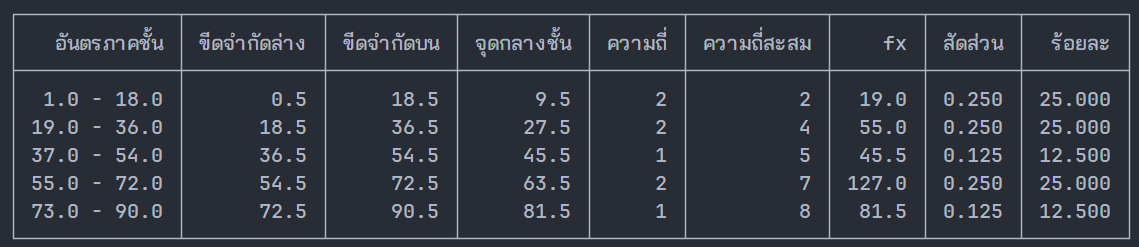 อันตรภาคชั้น ขีดจำกัดล่าง ขีดจำกัดบน จุดกลางชั้น ความถี่ ความถี่สะสม fx สัดส่วน ร้อยละ
1.0 - 18.0 0.5 18.5 9.5 2 2 19.0 0.250 25.000
19.0 - 36.0 18.5 36.5 27.5 2 4 55.0 0.250 25.000
37.0 - 54.0 36.5 54.5 45.5 1 5 45.5 0.125 12.500
55.0 - 72.0 54.5 72.5 63.5 2 7 127.0 0.250 25.000
73.0 - 90.0 72.5 90.5 81.5 1 8 81.5 0.125 12.500